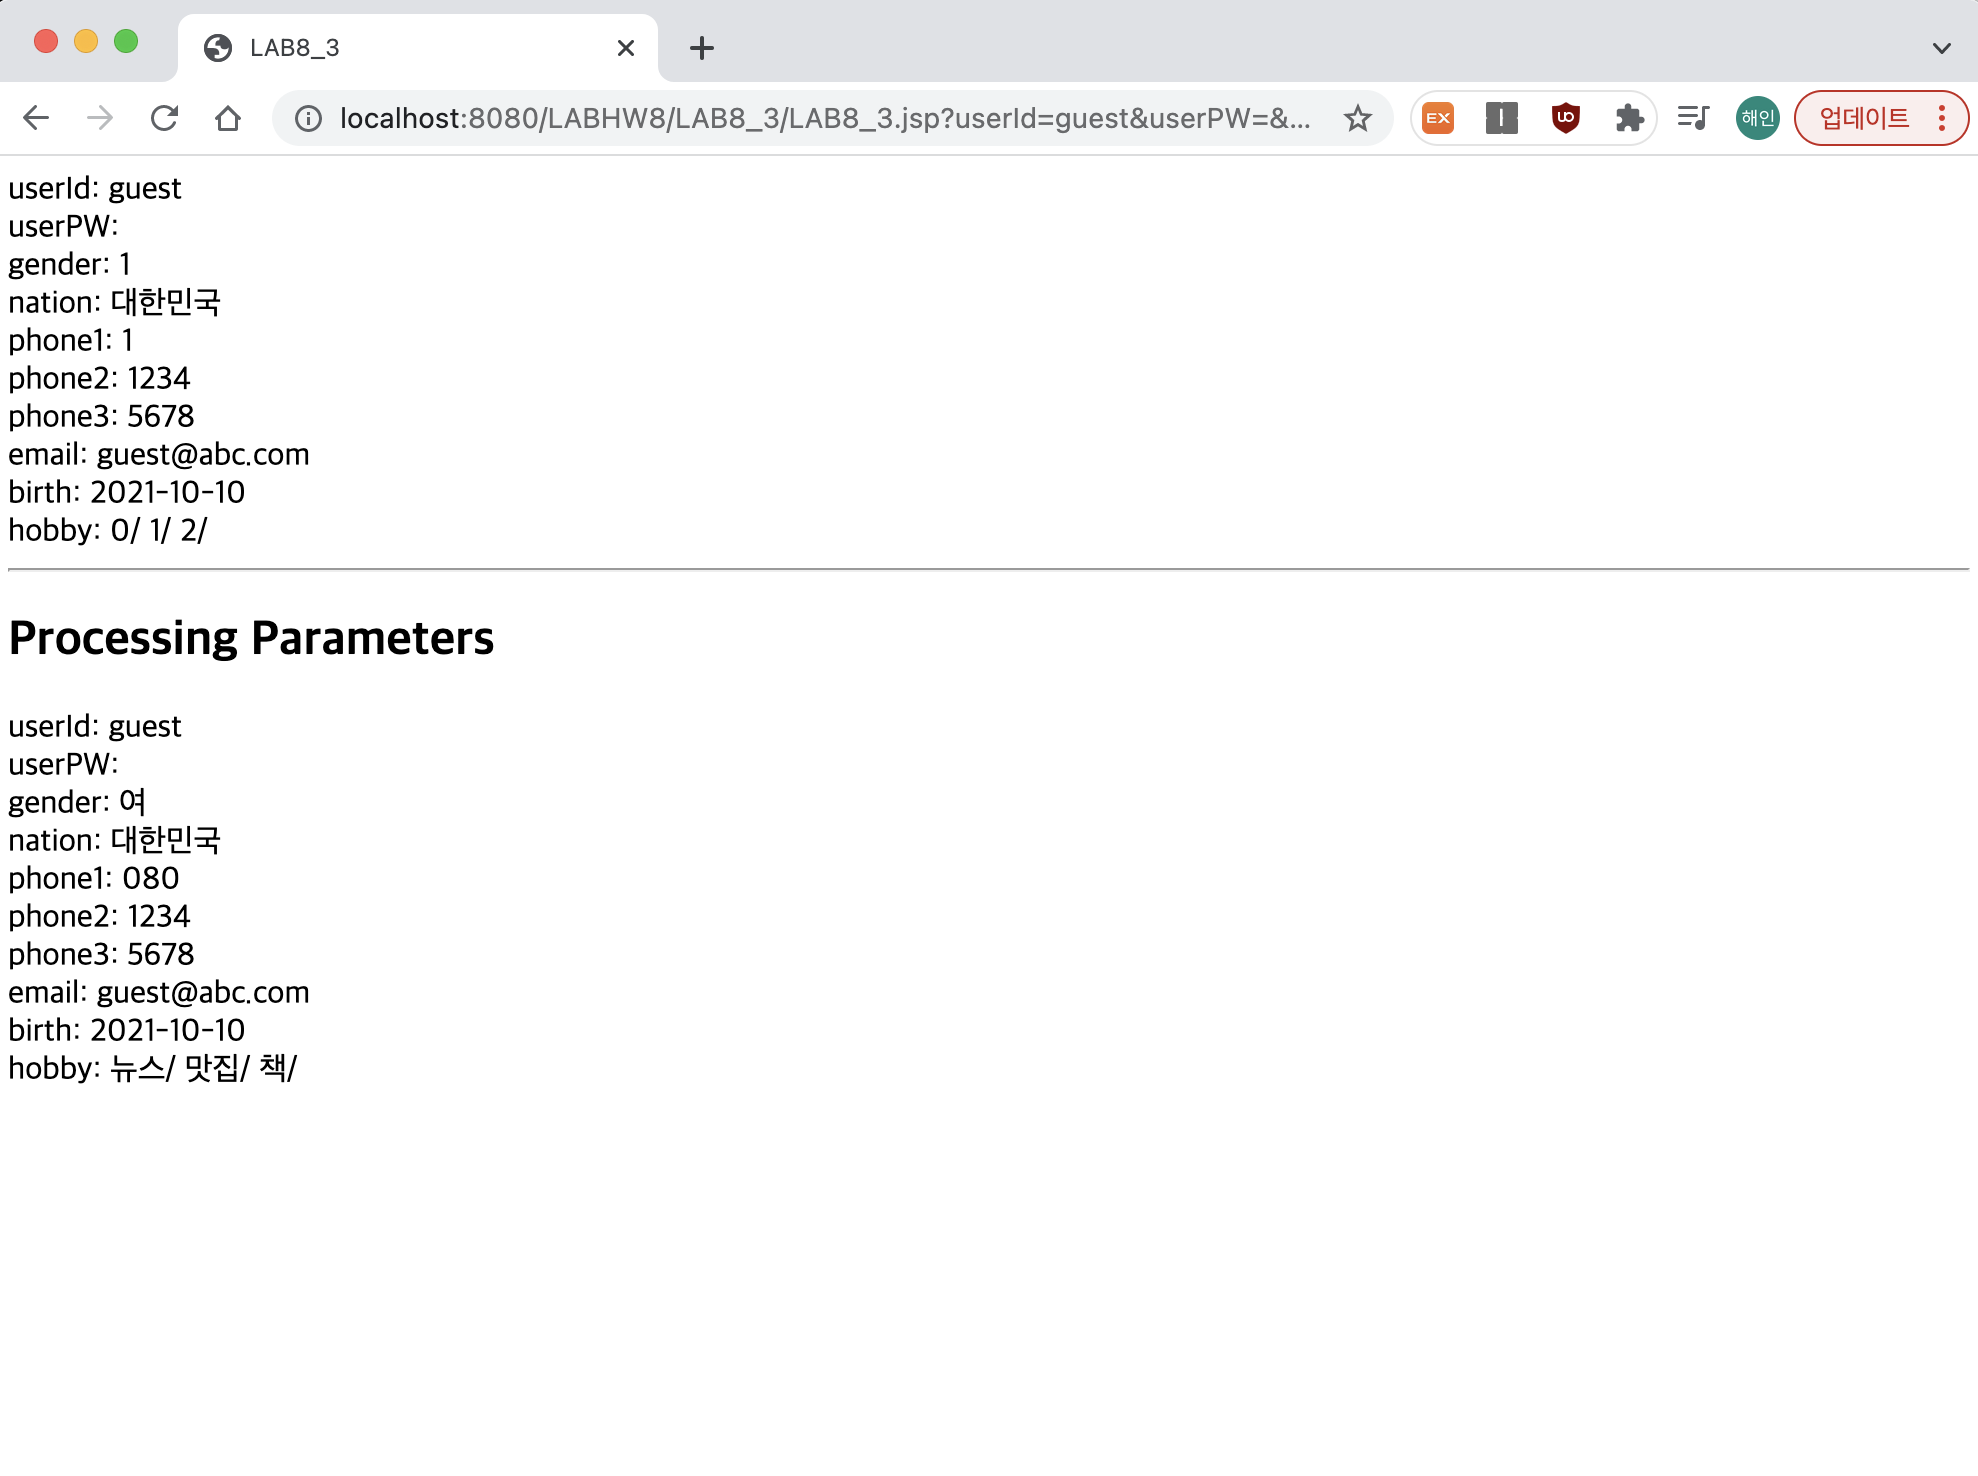 LAB8_3
localhost:8080/LABHW8/LAB8_3/LAB8_3.jsp?userId=guest&userPW=&...
EX
해인
업데이트
userId: guest
userPW:
gender: 1
nation: 대한민국
phone1: 1
phone2: 1234
phone3: 5678
email: guest@abc.com
birth: 2021-10-10
hobby: 0/ 1/ 2/
Processing Parameters
userId: guest
userPW:
gender: 여
nation: 대한민국
phone1: 080
phone2: 1234
phone3: 5678
email: guest@abc.com
birth: 2021-10-10
hobby: 뉴스/ 맛집/ 책/